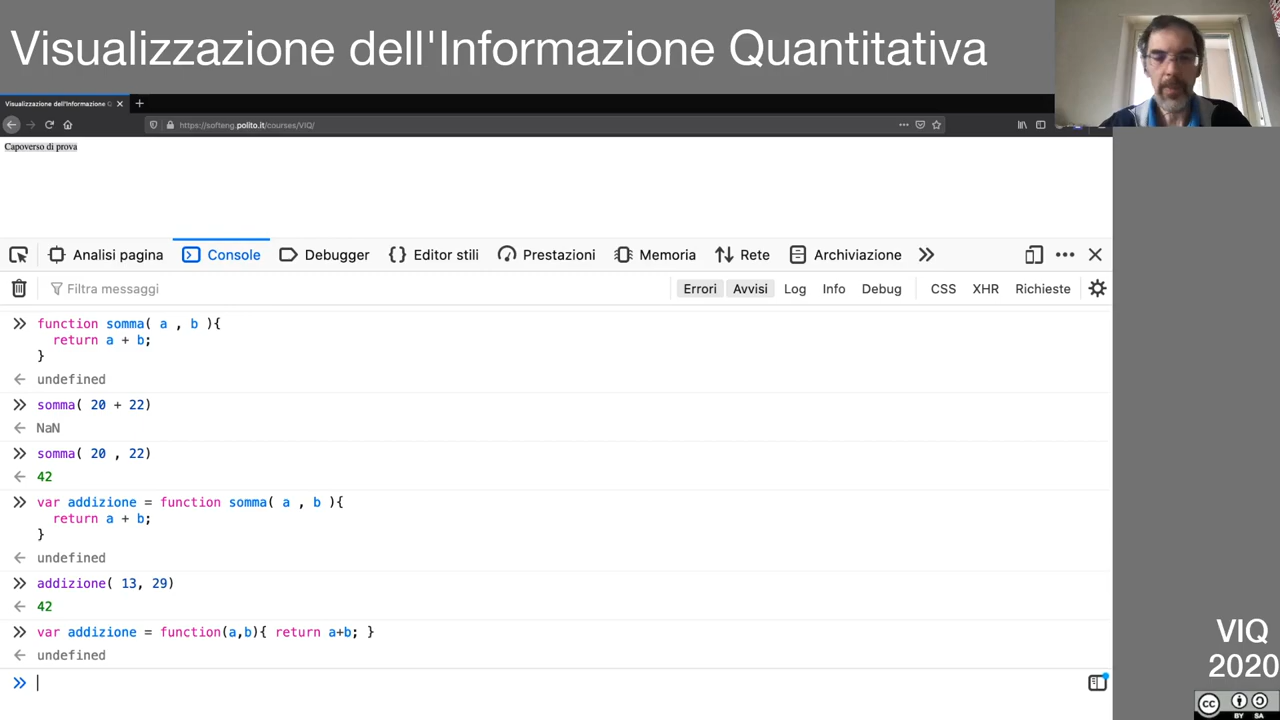 Visualizzazione dell'Informazione Quantitativa
Visualizzazione dell'Informazione Q
https://softeng.polito.it/courses/VIQ/
Capoverso di prova
Analisi pagina Console Debugger Editor stili Prestazioni Memoria Rete Archiviazione
Filtra messaggi Errori Avvisi Log Info Debug CSS XHR Richieste
function somma( a , b ){
return a + b;
}
undefined
somma( 20 + 22)
NaN
somma( 20 , 22)
42
var addizione = function somma( a , b ){
return a + b;
}
undefined
addizione( 13, 29)
42
var addizione = function(a,b){ return a+b; }
undefined
VIQ
2020
cc
BY SA